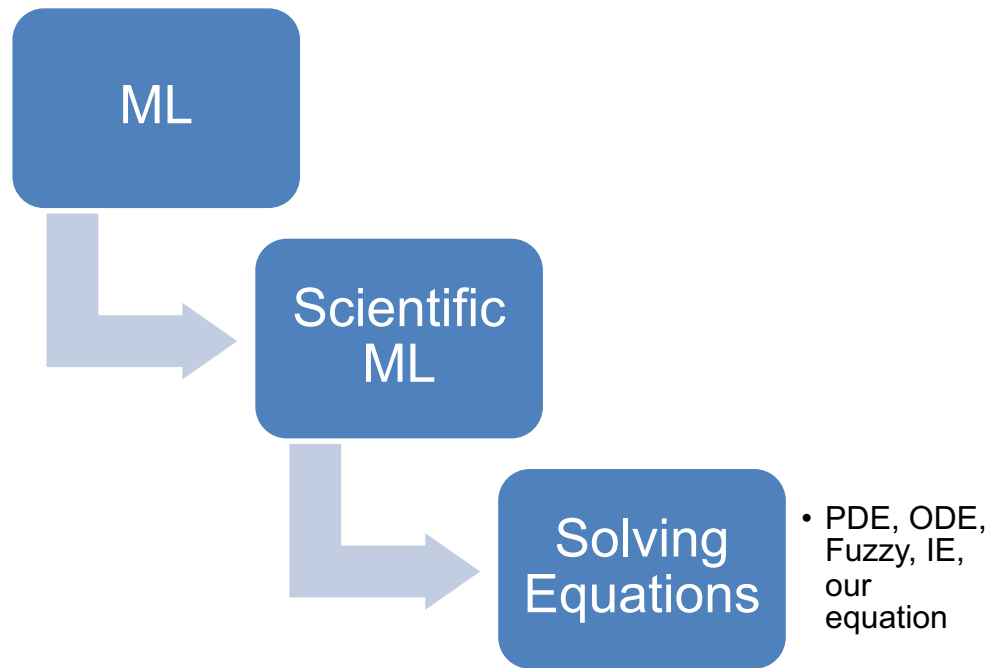 ML
Scientific
ML
Solving
Equations
• PDE, ODE,
Fuzzy, IE,
our
equation